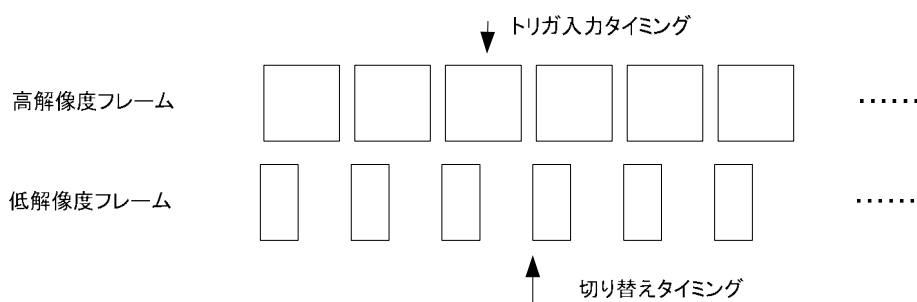 トリガ入力タイミング
高解像度フレーム
……
低解像度フレーム
……
切り替えタイミング